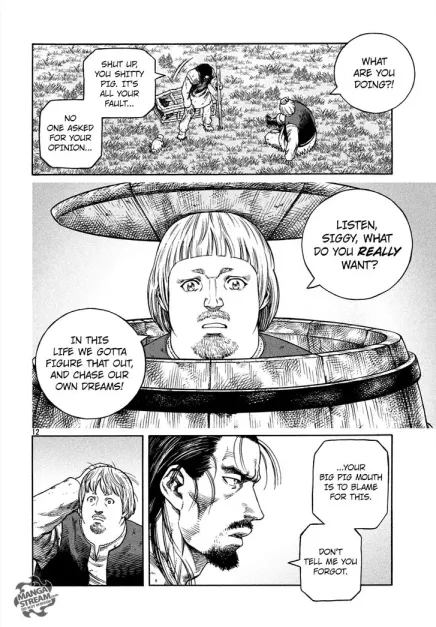 WHAT
ARE YOU
DOING?!
SHUT UP,
YOU SHITTY
PIG. IT'S
ALL YOUR
FAULT...
NO
ONE ASKED
FOR YOUR
OPINION...
LISTEN,
SIGGY, WHAT
DO YOU REALLY
WANT?
IN THIS
LIFE WE GOTTA
FIGURE THAT OUT,
AND CHASE OUR
OWN DREAMS!
12
...YOUR
BIG PIG MOUTH
IS TO BLAME
FOR THIS.
DON'T
TELL ME YOU
FORGOT.
MANGA
STREAM